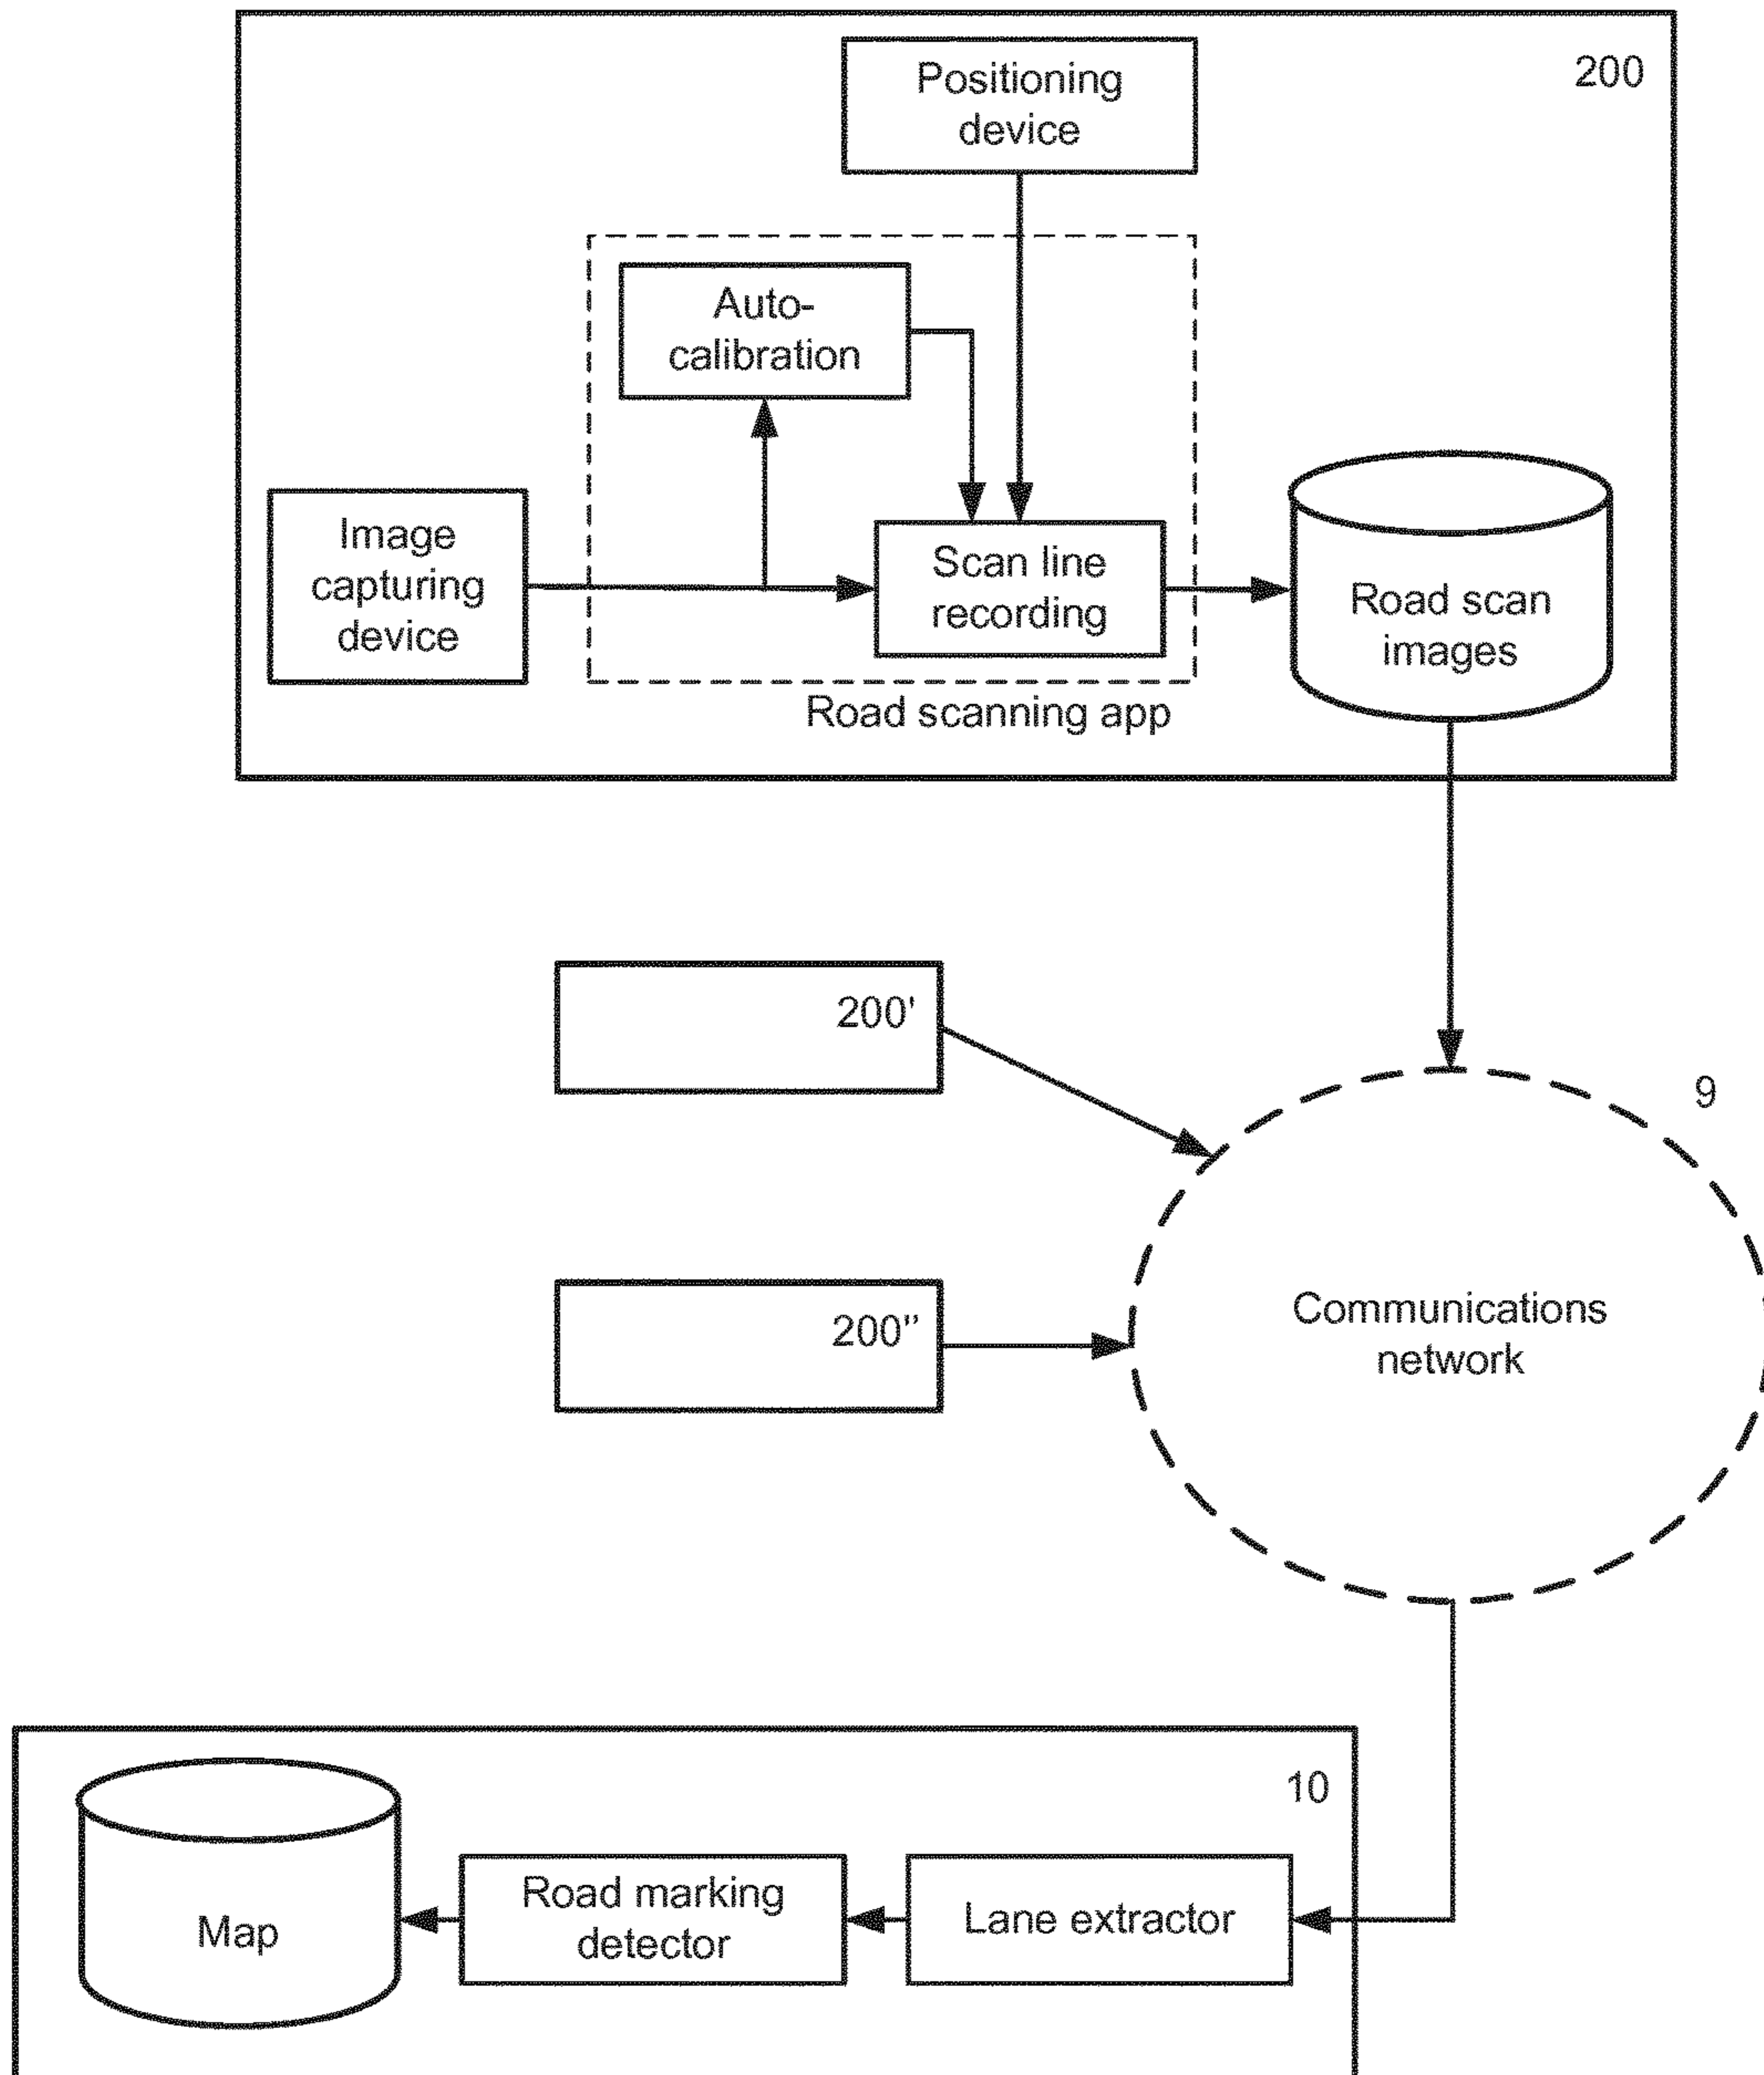 200
Positioning
device
Auto-
calibration
Image
capturing
device
Scan line
recording
Road scan
images
Road scanning app
200'
9
200"
Communications
network
10
Map
Road marking
detector
Lane extractor